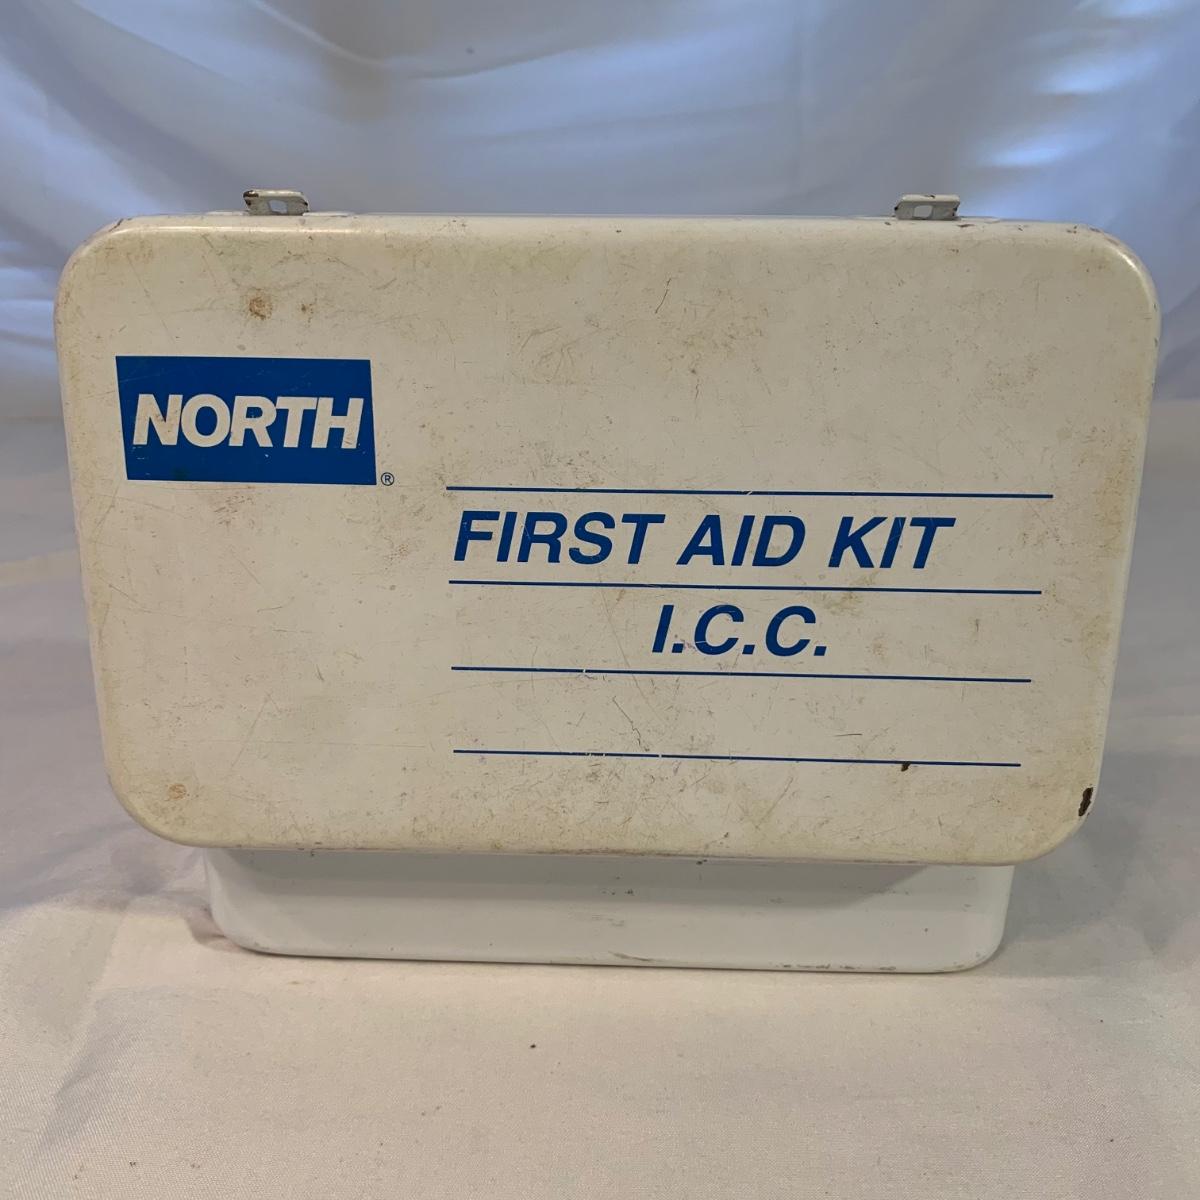 NORTH
®
FIRST AID KIT
I.C.C.